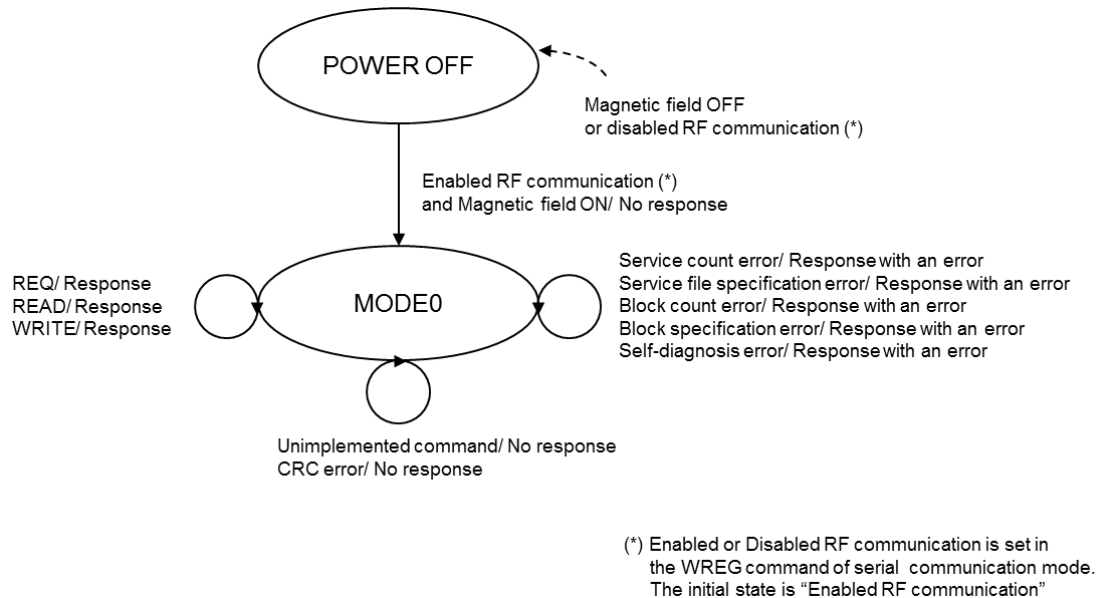 POWER OFF
Magnetic field OFF
or disabled RF communication (*)
Enabled RF communication (*)
and Magnetic field ON/ No response
REQ/ Response
READ/ Response
WRITE/ Response
MODE0
Service count error/ Response with an error
Service file specification error/ Response with an error
Block count error/ Response with an error
Block specification error/ Response with an error
Self-diagnosis error/ Response with an error
Unimplemented command/ No response
CRC error/ No response
(*) Enabled or Disabled RF communication is set in
the WREG command of serial communication mode.
The initial state is “Enabled RF communication”